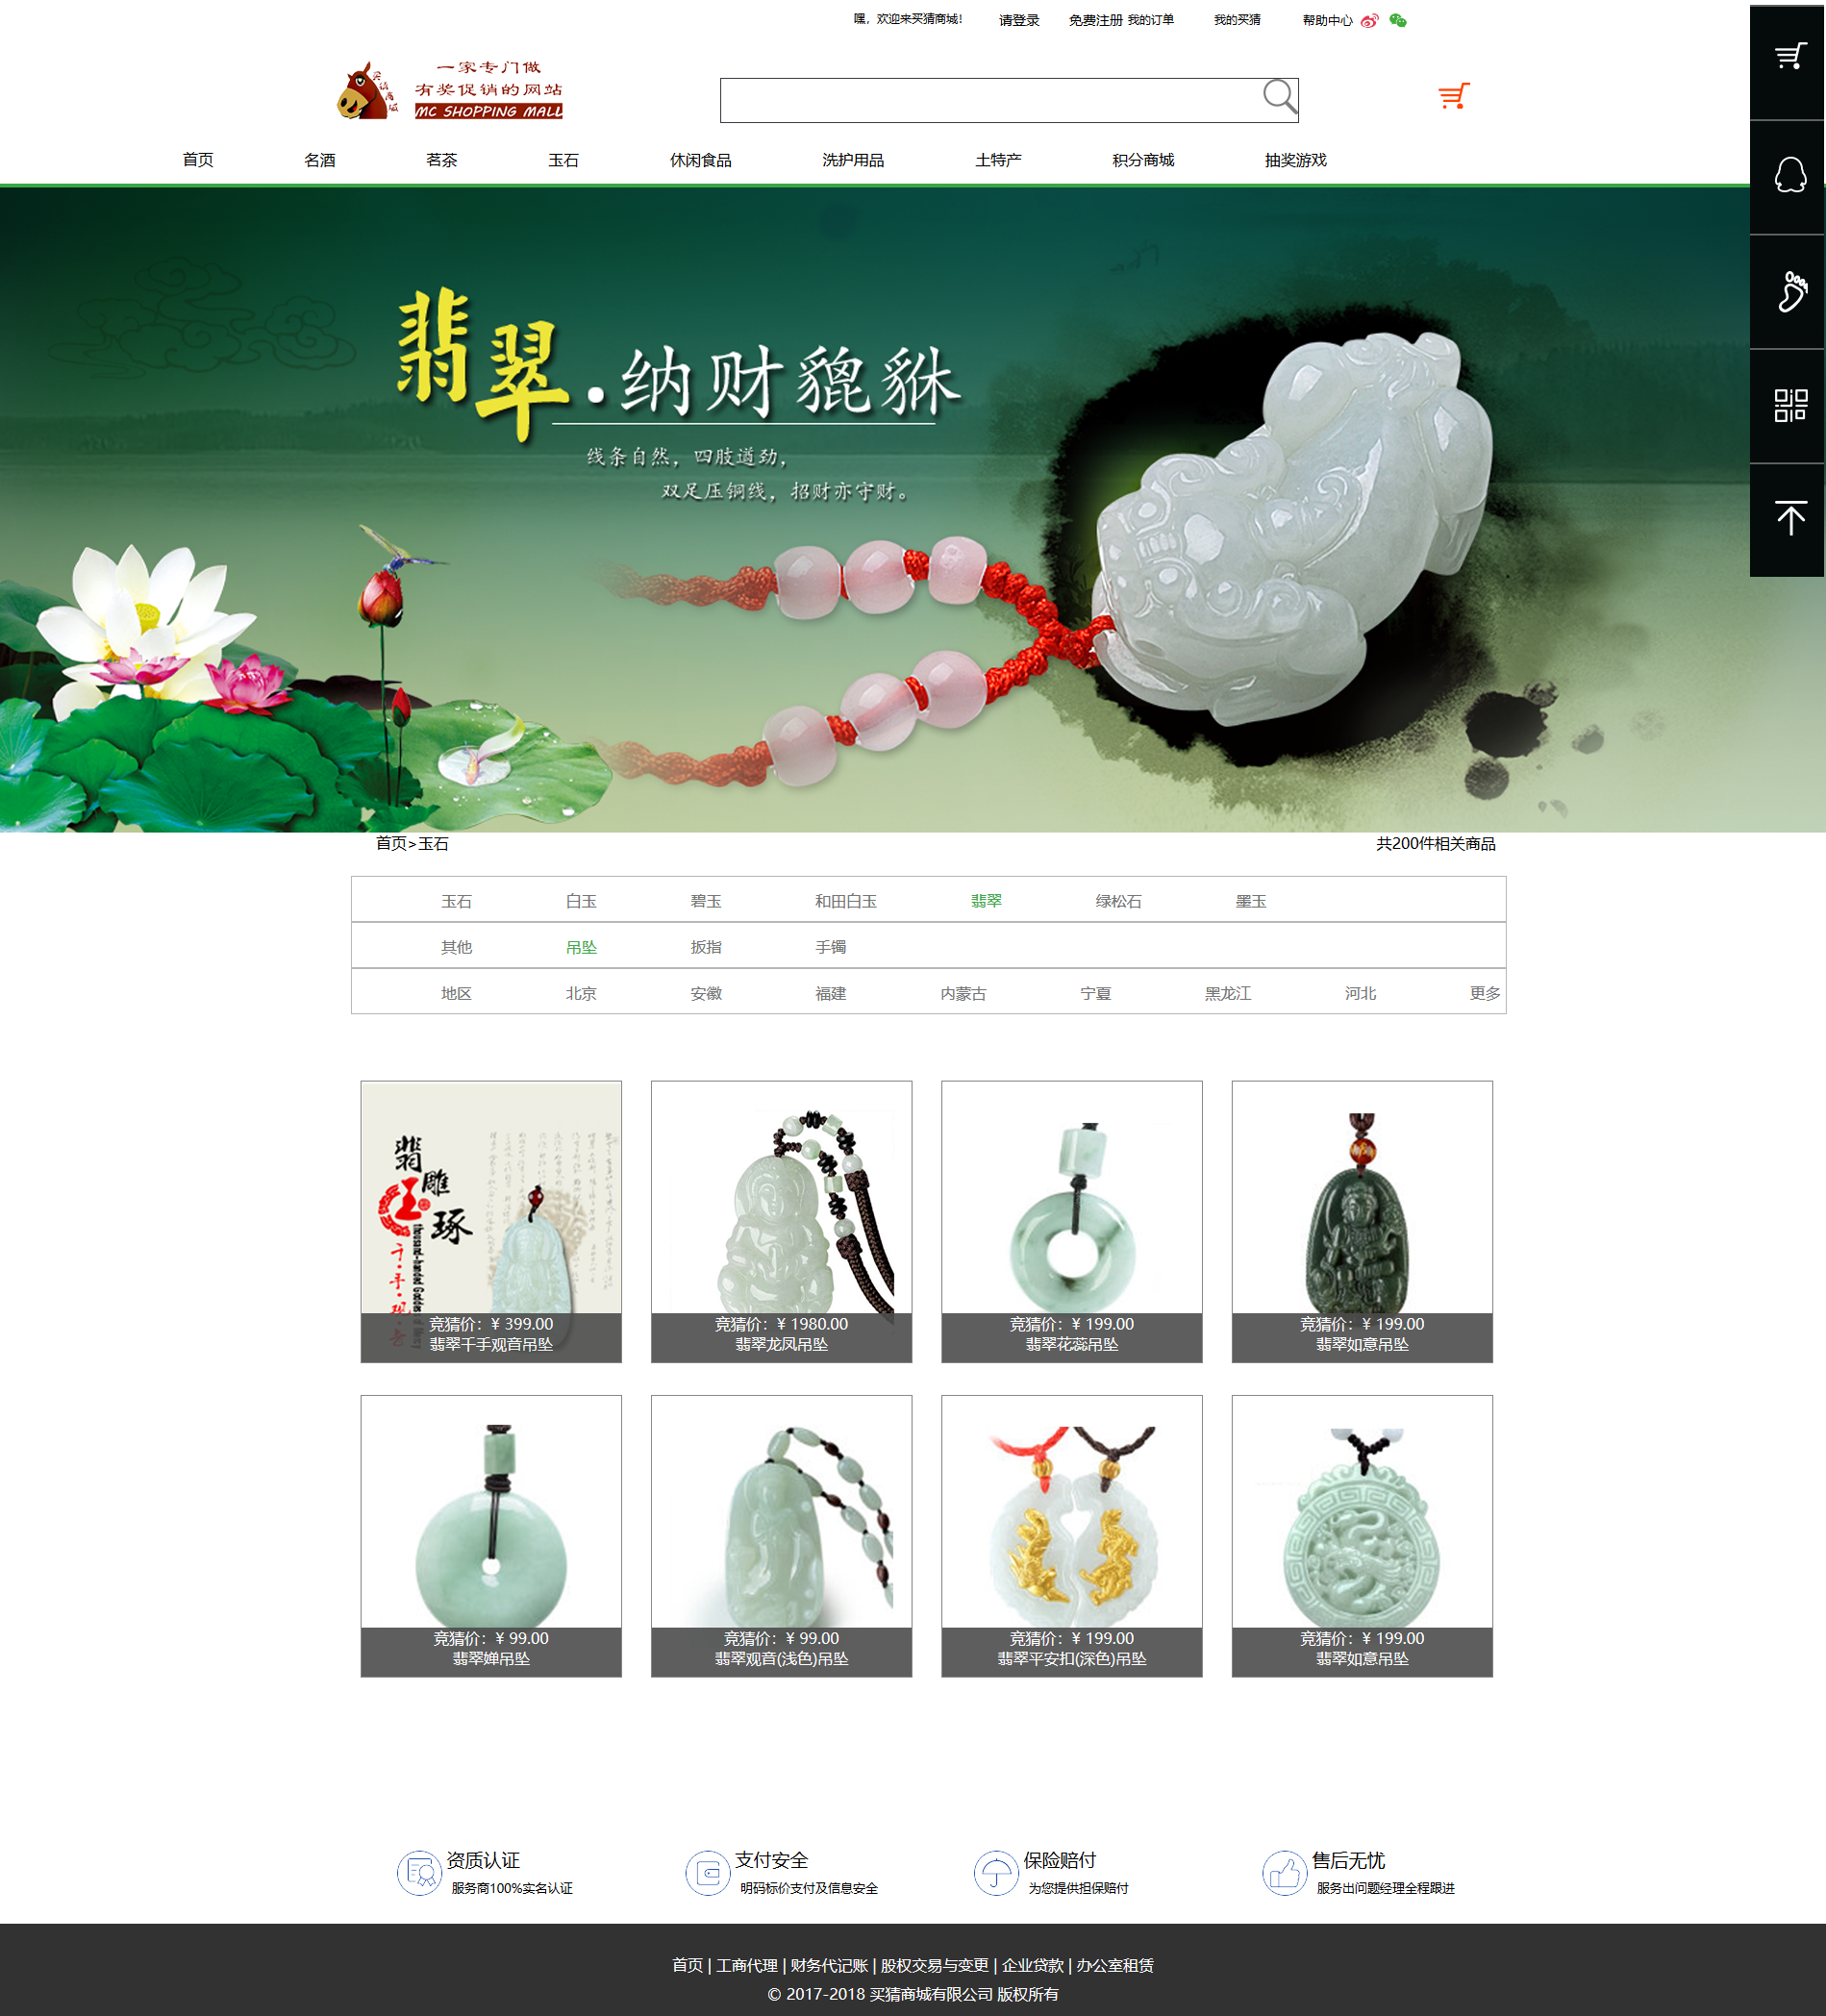 嘿，欢迎来买猜商城！ 请登录 免费注册 我的订单 我的买猜 帮助中心
买猜商城
一家专门做
有奖促销的网站
MC SHOPPING MALL
首页 名酒 茗茶 玉石 休闲食品 洗护用品 土特产 积分商城 抽奖游戏
翡翠·纳财貔貅
线条自然，四肢遒劲，
双足压铜线，招财亦守财。
首页>玉石 共200件相关商品
玉石 白玉 碧玉 和田白玉 翡翠 绿松石 墨玉
其他 吊坠 扳指 手镯
地区 北京 安徽 福建 内蒙古 宁夏 黑龙江 河北 更多
翡
雕
玉
琢
千·手·观·音
竞猜价：¥ 399.00
翡翠千手观音吊坠
竞猜价：¥ 1980.00
翡翠龙凤吊坠
竞猜价：¥ 199.00
翡翠花蕊吊坠
竞猜价：¥ 199.00
翡翠如意吊坠
竞猜价：¥ 99.00
翡翠婵吊坠
竞猜价：¥ 99.00
翡翠观音(浅色)吊坠
竞猜价：¥ 199.00
翡翠平安扣(深色)吊坠
竞猜价：¥ 199.00
翡翠如意吊坠
资质认证
服务商100%实名认证
支付安全
明码标价支付及信息安全
保险赔付
为您提供担保赔付
售后无忧
服务出问题经理全程跟进
首页 | 工商代理 | 财务代记账 | 股权交易与变更 | 企业贷款 | 办公室租赁
© 2017-2018 买猜商城有限公司 版权所有